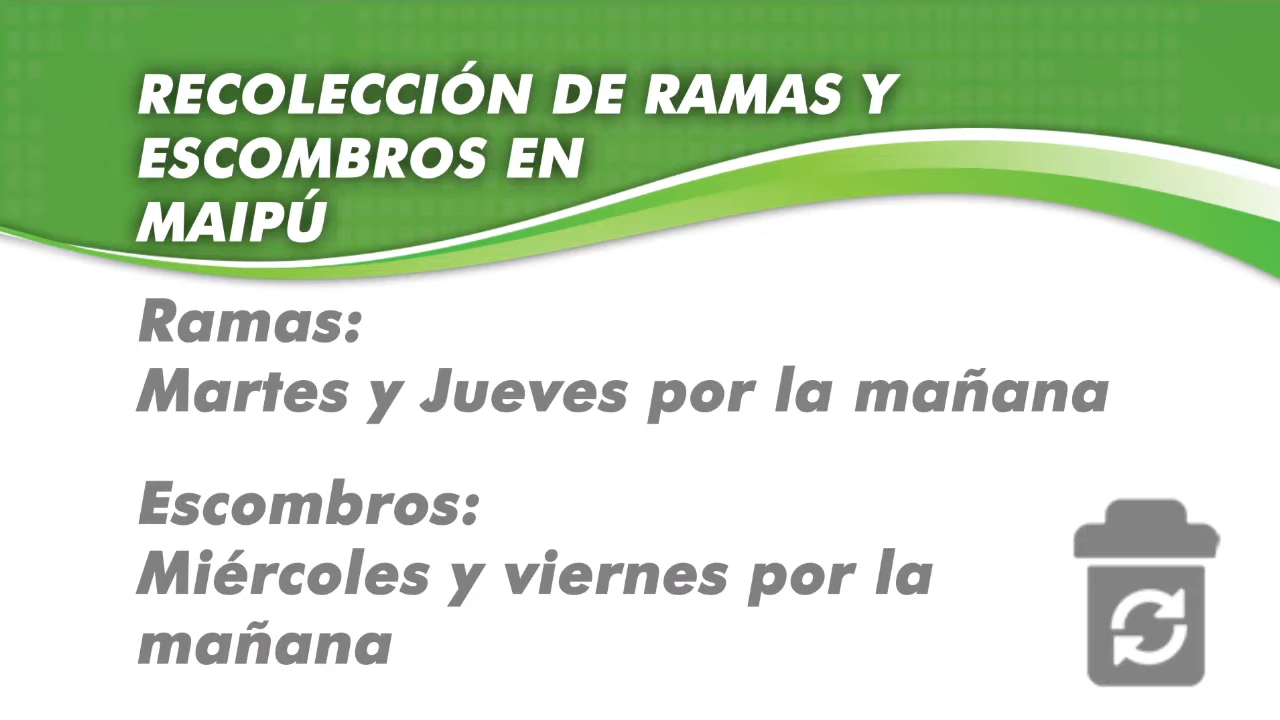 RECOLECCIÓN DE RAMAS Y
ESCOMBROS EN
MAIPÚ
Ramas:
Martes y Jueves por la mañana
Escombros:
Miércoles y viernes por la
mañana